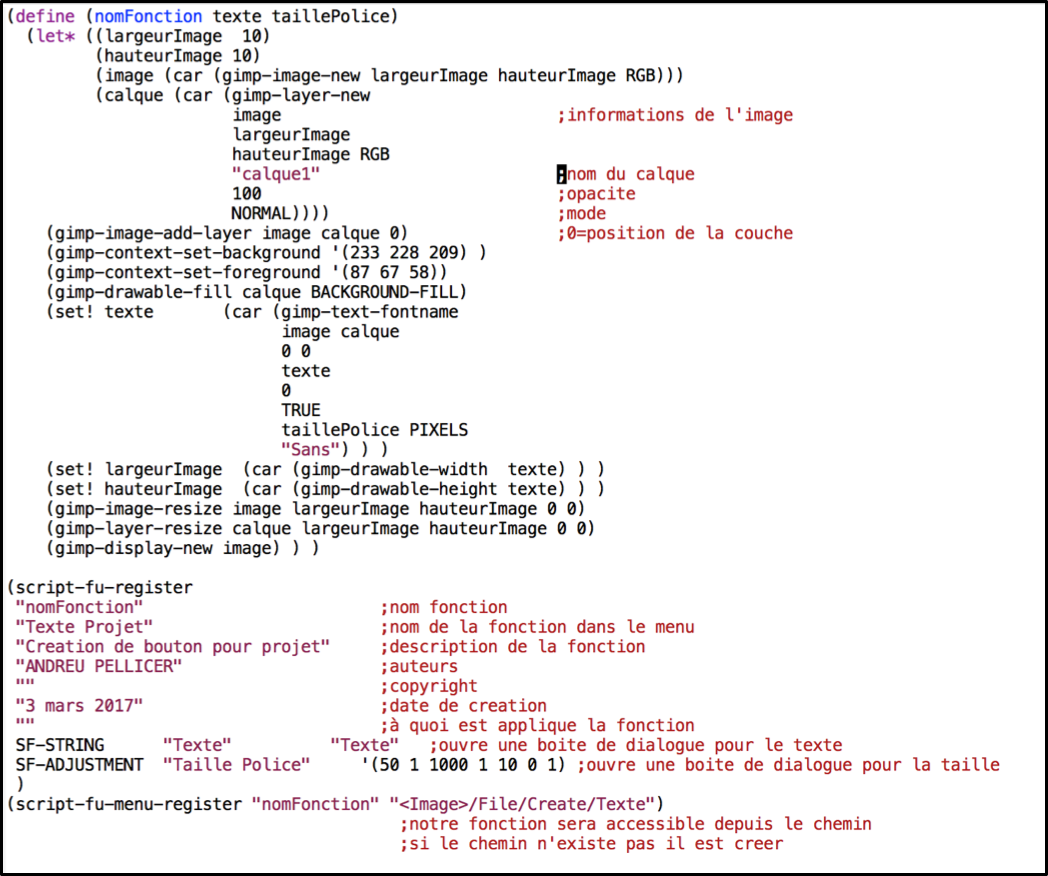 (define (nomFonction texte taillePolice)
  (let* ((largeurImage  10)
         (hauteurImage 10)
         (image (car (gimp-image-new largeurImage hauteurImage RGB)))
         (calque (car (gimp-layer-new
                       image                            ;informations de l'image
                       largeurImage
                       hauteurImage RGB
                       "calque1"                        ;nom du calque
                       100                              ;opacite
                       NORMAL))))                       ;mode
    (gimp-image-add-layer image calque 0)               ;0=position de la couche
    (gimp-context-set-background '(233 228 209) )
    (gimp-context-set-foreground '(87 67 58))
    (gimp-drawable-fill calque BACKGROUND-FILL)
    (set! texte       (car (gimp-text-fontname
                            image calque
                            0 0
                            texte
                            0
                            TRUE
                            taillePolice PIXELS
                            "Sans") ) )
    (set! largeurImage  (car (gimp-drawable-width  texte) ) )
    (set! hauteurImage  (car (gimp-drawable-height texte) ) )
    (gimp-image-resize image largeurImage hauteurImage 0 0)
    (gimp-layer-resize calque largeurImage hauteurImage 0 0)
    (gimp-display-new image) ) )
(script-fu-register
 "nomFonction"                        ;nom fonction
 "Texte Projet"                       ;nom de la fonction dans le menu
 "Creation de bouton pour projet"     ;description de la fonction
 "ANDREU PELLICER"                    ;auteurs
 ""                                   ;copyright
 "3 mars 2017"                        ;date de creation
 ""                                   ;à quoi est applique la fonction
 SF-STRING      "Texte"          "Texte"   ;ouvre une boite de dialogue pour le texte
 SF-ADJUSTMENT  "Taille Police"     '(50 1 1000 1 10 0 1) ;ouvre une boite de dialogue pour la taille
 )
(script-fu-menu-register "nomFonction" "<Image>/File/Create/Texte")
                                        ;notre fonction sera accessible depuis le chemin
                                        ;si le chemin n'existe pas il est creer